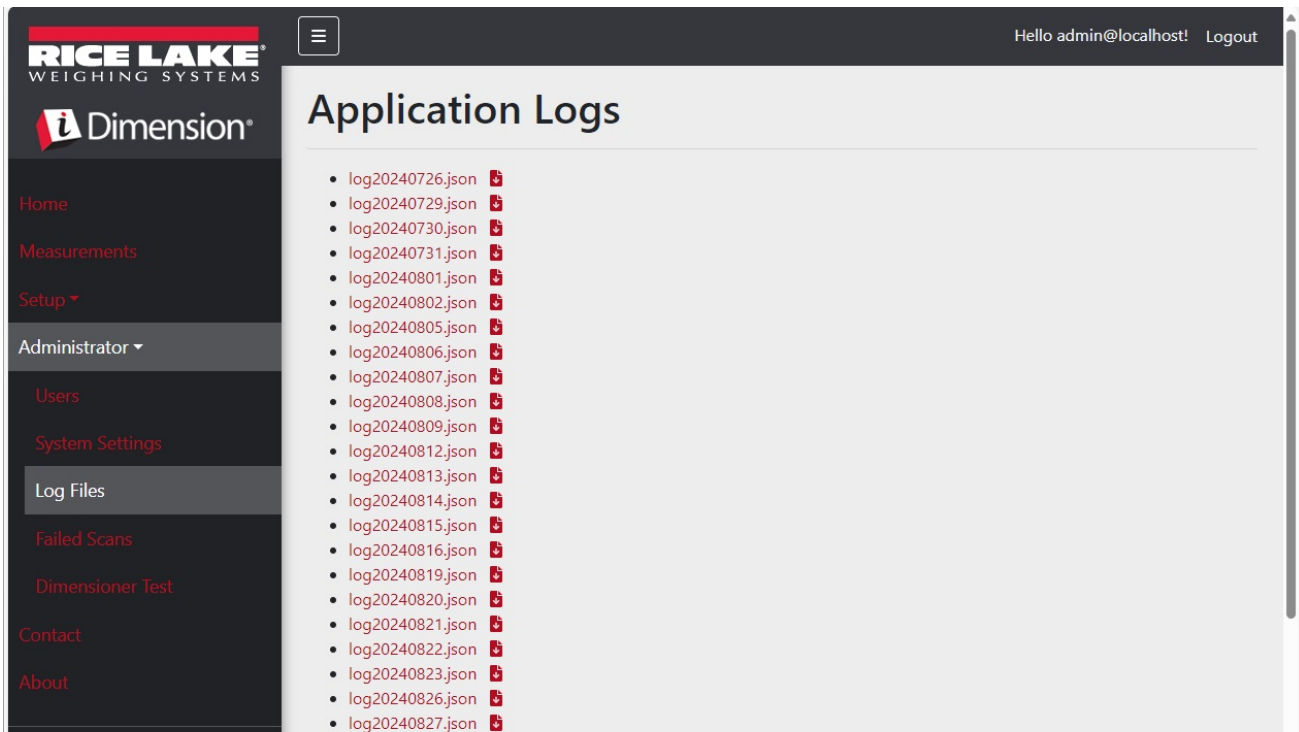 RICE LAKE®
WEIGHING SYSTEMS
i Dimension®
Home
Measurements
Setup
Administrator
Users
System Settings
Log Files
Failed Scans
Dimensioner Test
Contact
About
Hello admin@localhost! Logout
Application Logs
log20240726.json
log20240729.json
log20240730.json
log20240731.json
log20240801.json
log20240802.json
log20240805.json
log20240806.json
log20240807.json
log20240808.json
log20240809.json
log20240812.json
log20240813.json
log20240814.json
log20240815.json
log20240816.json
log20240819.json
log20240820.json
log20240821.json
log20240822.json
log20240823.json
log20240826.json
log20240827.json